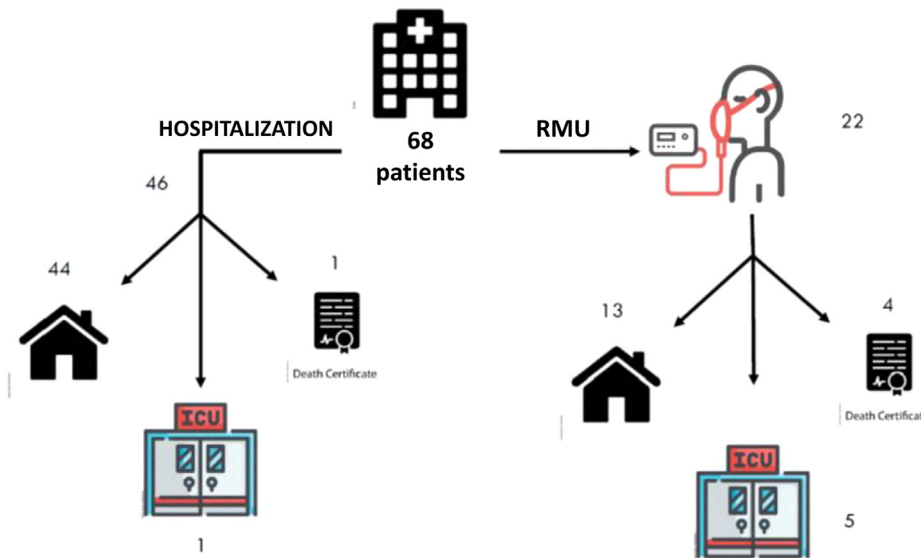 HOSPITALIZATION
68
patients
RMU
22
46
44
1
Death Certificate
ICU
1
13
4
Death Certificat
ICU
5